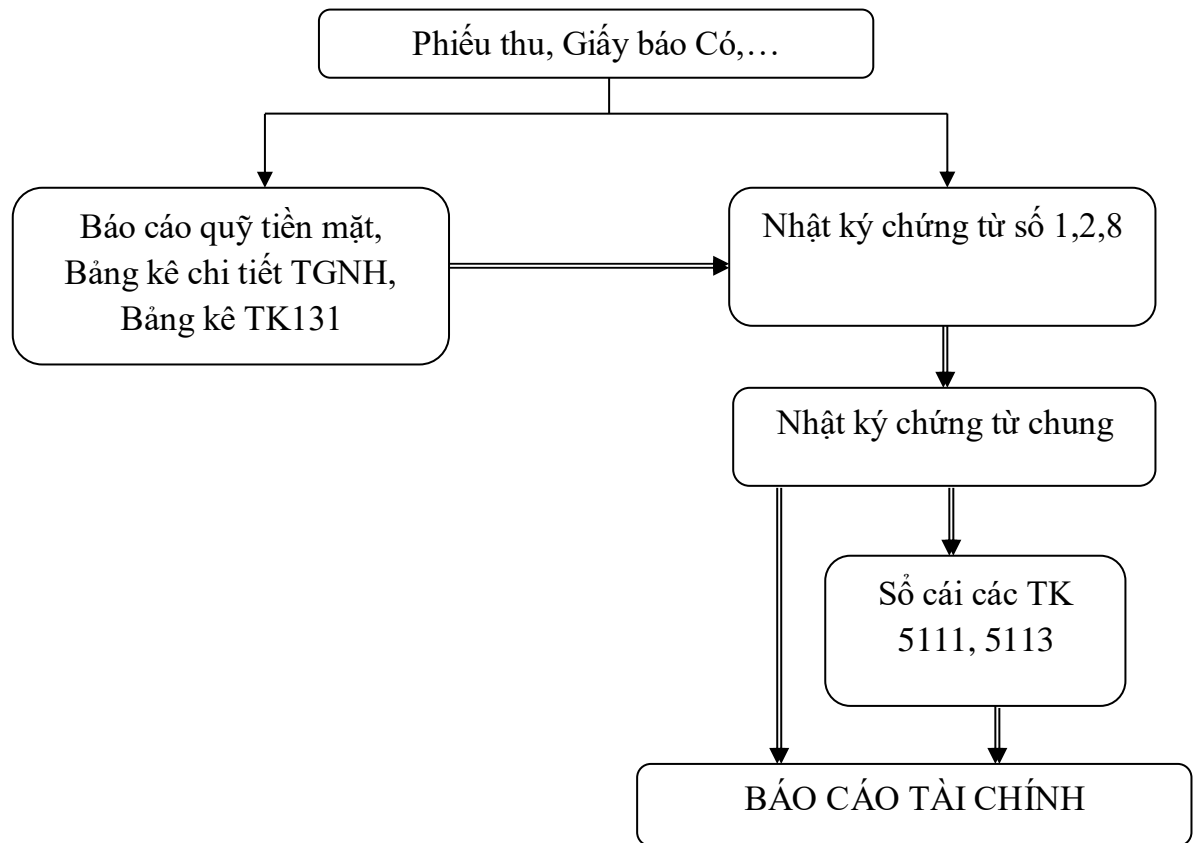 Phiếu thu, Giấy báo Có,…
Báo cáo quỹ tiền mặt,
Bảng kê chi tiết TGNH,
Bảng kê TK131
Nhật ký chứng từ số 1,2,8
Nhật ký chứng từ chung
Sổ cái các TK
5111, 5113
BÁO CÁO TÀI CHÍNH